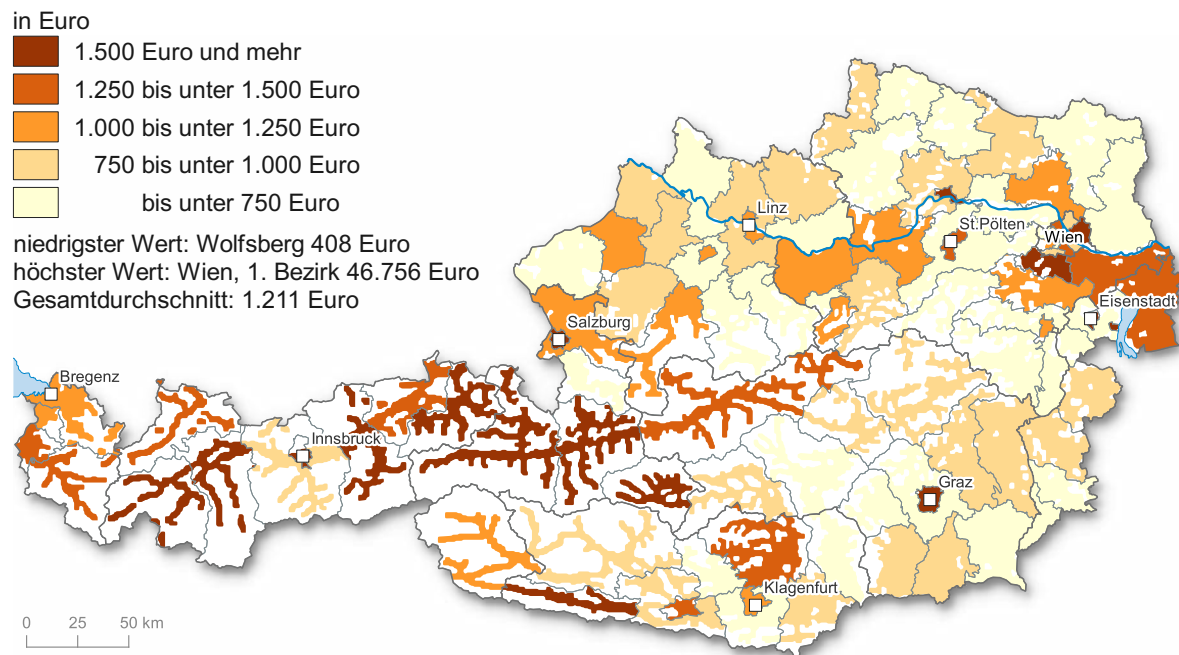 in Euro
1.500 Euro und mehr
1.250 bis unter 1.500 Euro
1.000 bis unter 1.250 Euro
750 bis unter 1.000 Euro
bis unter 750 Euro
niedrigster Wert: Wolfsberg 408 Euro
höchster Wert: Wien, 1. Bezirk 46.756 Euro
Gesamtdurchschnitt: 1.211 Euro
Linz
St.Pölten
Wien
Eisenstadt
Salzburg
Bregenz
Innsbruck
Graz
Klagenfurt
0 25 50 km